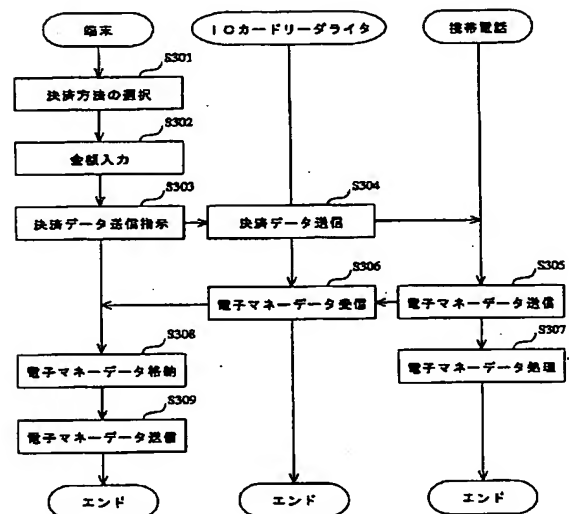 端末
ICカードリーダライタ
携帯電話
S301
決済方法の選択
S302
金額入力
S303
決済データ送信指示
S304
決済データ送信
S305
電子マネーデータ送信
S306
電子マネーデータ受信
S307
電子マネーデータ処理
S308
電子マネーデータ格納
S309
電子マネーデータ送信
エンド
エンド
エンド